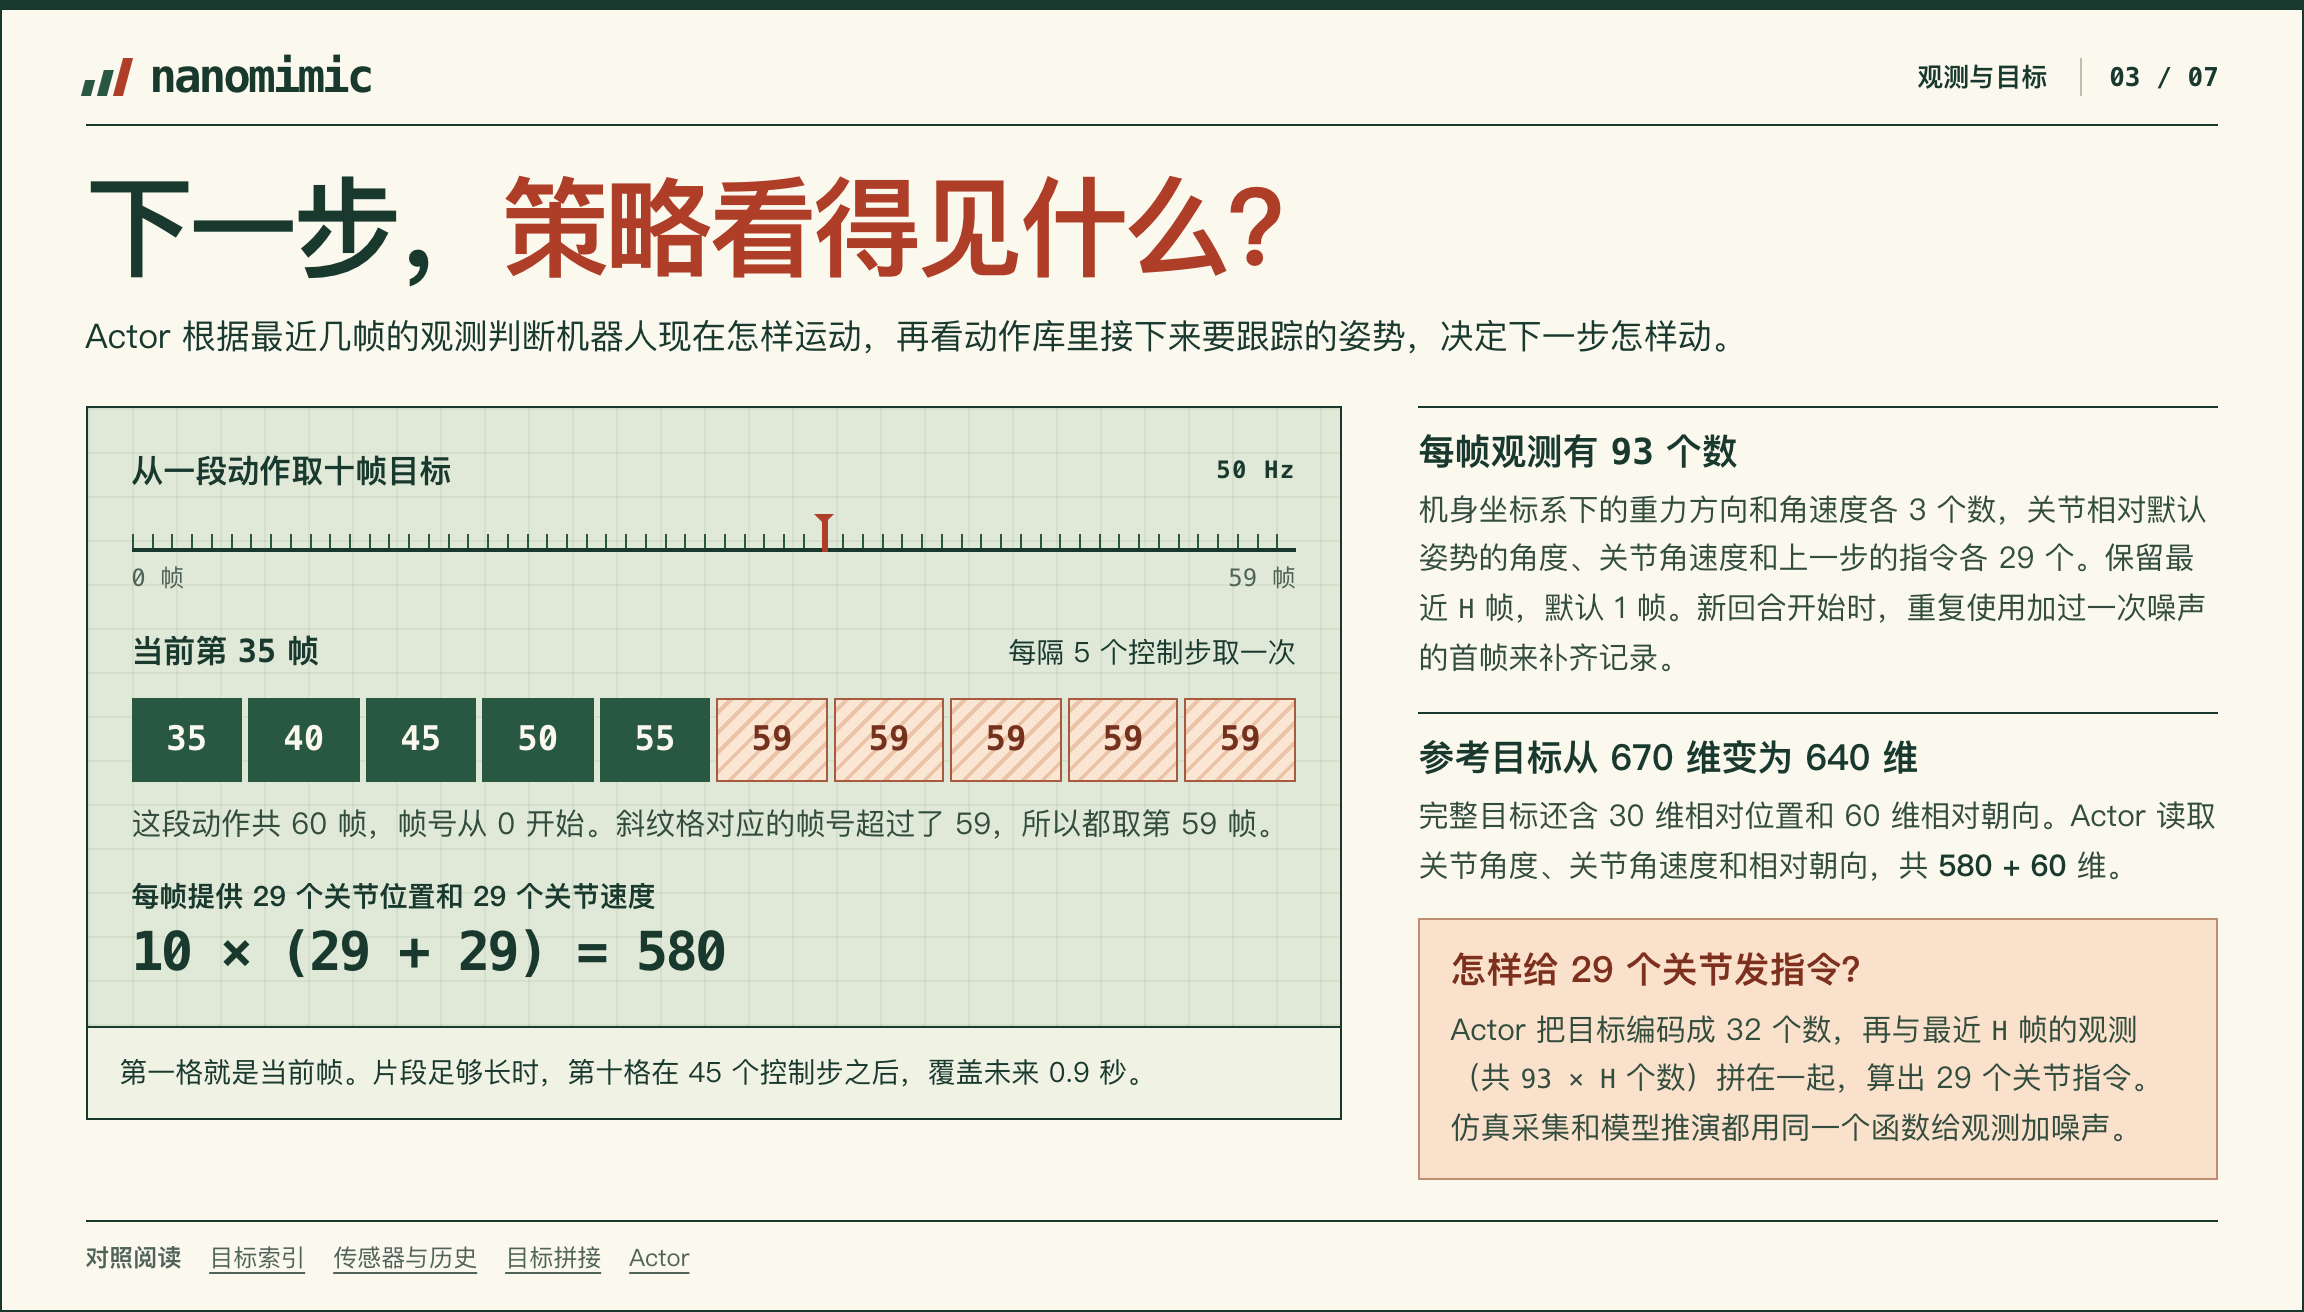 nanomimic
观测与目标
03 / 07
下一步，策略看得见什么？
Actor 根据最近几帧的观测判断机器人现在怎样运动，再看动作库里接下来要跟踪的姿势，决定下一步怎样动。
从一段动作取十帧目标
50 Hz
0 帧
59 帧
当前第 35 帧
每隔 5 个控制步取一次
35 40 45 50 55 59 59 59 59 59
这段动作共 60 帧，帧号从 0 开始。斜纹格对应的帧号超过了 59，所以都取第 59 帧。
每帧提供 29 个关节位置和 29 个关节速度
10 × (29 + 29) = 580
第一格就是当前帧。片段足够长时，第十格在 45 个控制步之后，覆盖未来 0.9 秒。
每帧观测有 93 个数
机身坐标系下的重力方向和角速度各 3 个数，关节相对默认
姿势的角度、关节角速度和上一步的指令各 29 个。保留最
近 H 帧，默认 1 帧。新回合开始时，重复使用加过一次噪声
的首帧来补齐记录。
参考目标从 670 维变为 640 维
完整目标还含 30 维相对位置和 60 维相对朝向。Actor 读取
关节角度、关节角速度和相对朝向，共 580 + 60 维。
怎样给 29 个关节发指令？
Actor 把目标编码成 32 个数，再与最近 H 帧的观测
（共 93 × H 个数）拼在一起，算出 29 个关节指令。
仿真采集和模型推演都用同一个函数给观测加噪声。
对照阅读 目标索引 传感器与历史 目标拼接 Actor